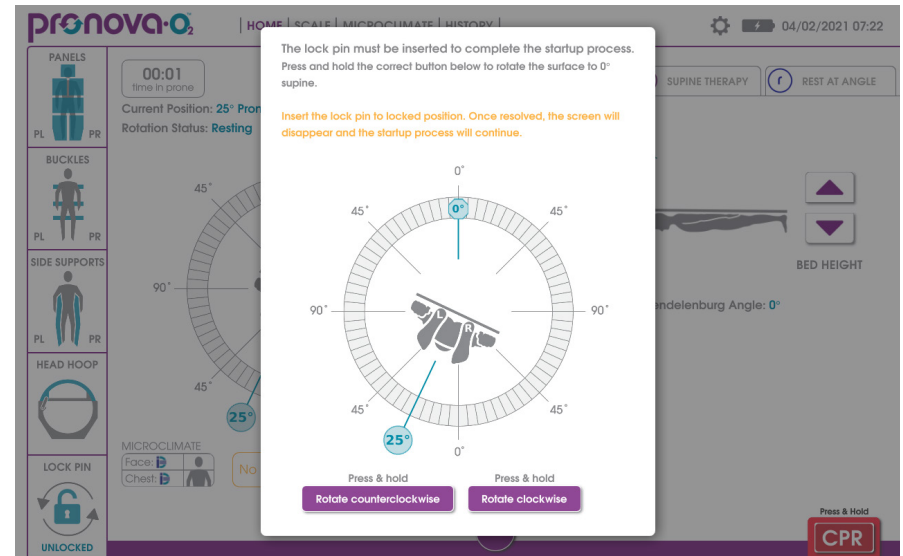 pronova·O2
HOME | SCALE | MICROCLIMATE | HISTORY |
04/02/2021 07:22
PANELS
PL PR
BUCKLES
PL PR
SIDE SUPPORTS
PL PR
HEAD HOOP
LOCK PIN
UNLOCKED
00:01
time in prone
Current Position: 25° Pron
Rotation Status: Resting
45°
90°
45°
25°
MICROCLIMATE
Face:
Chest:
No
The lock pin must be inserted to complete the startup process.
Press and hold the correct button below to rotate the surface to 0°
supine.
Insert the lock pin to locked position. Once resolved, the screen will
disappear and the startup process will continue.
0°
0°
45° 45°
90° 90°
L R
45° 45°
25°
0°
Press & hold Press & hold
Rotate counterclockwise Rotate clockwise
SUPINE THERAPY
r REST AT ANGLE
BED HEIGHT
ndelenburg Angle: 0°
Press & Hold
CPR